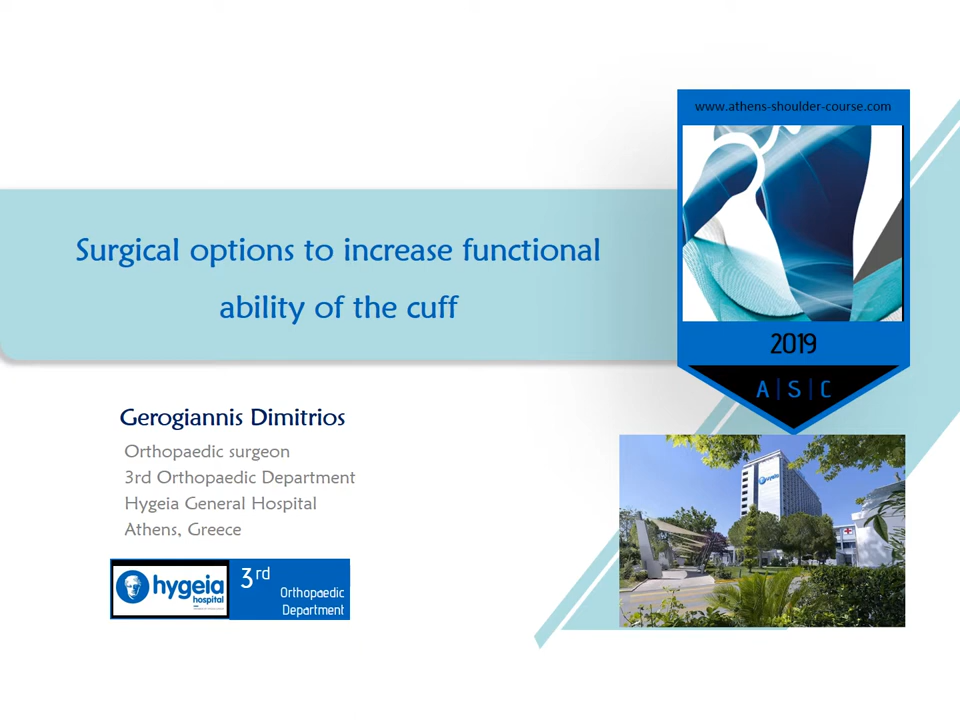 www.athens-shoulder-course.com
Surgical options to increase functional
ability of the cuff
2019
A | S | C
Gerogiannis Dimitrios
Orthopaedic surgeon
3rd Orthopaedic Department
Hygeia General Hospital
Athens, Greece
hygeia
hospital
3rd
Orthopaedic
Department
hygeia